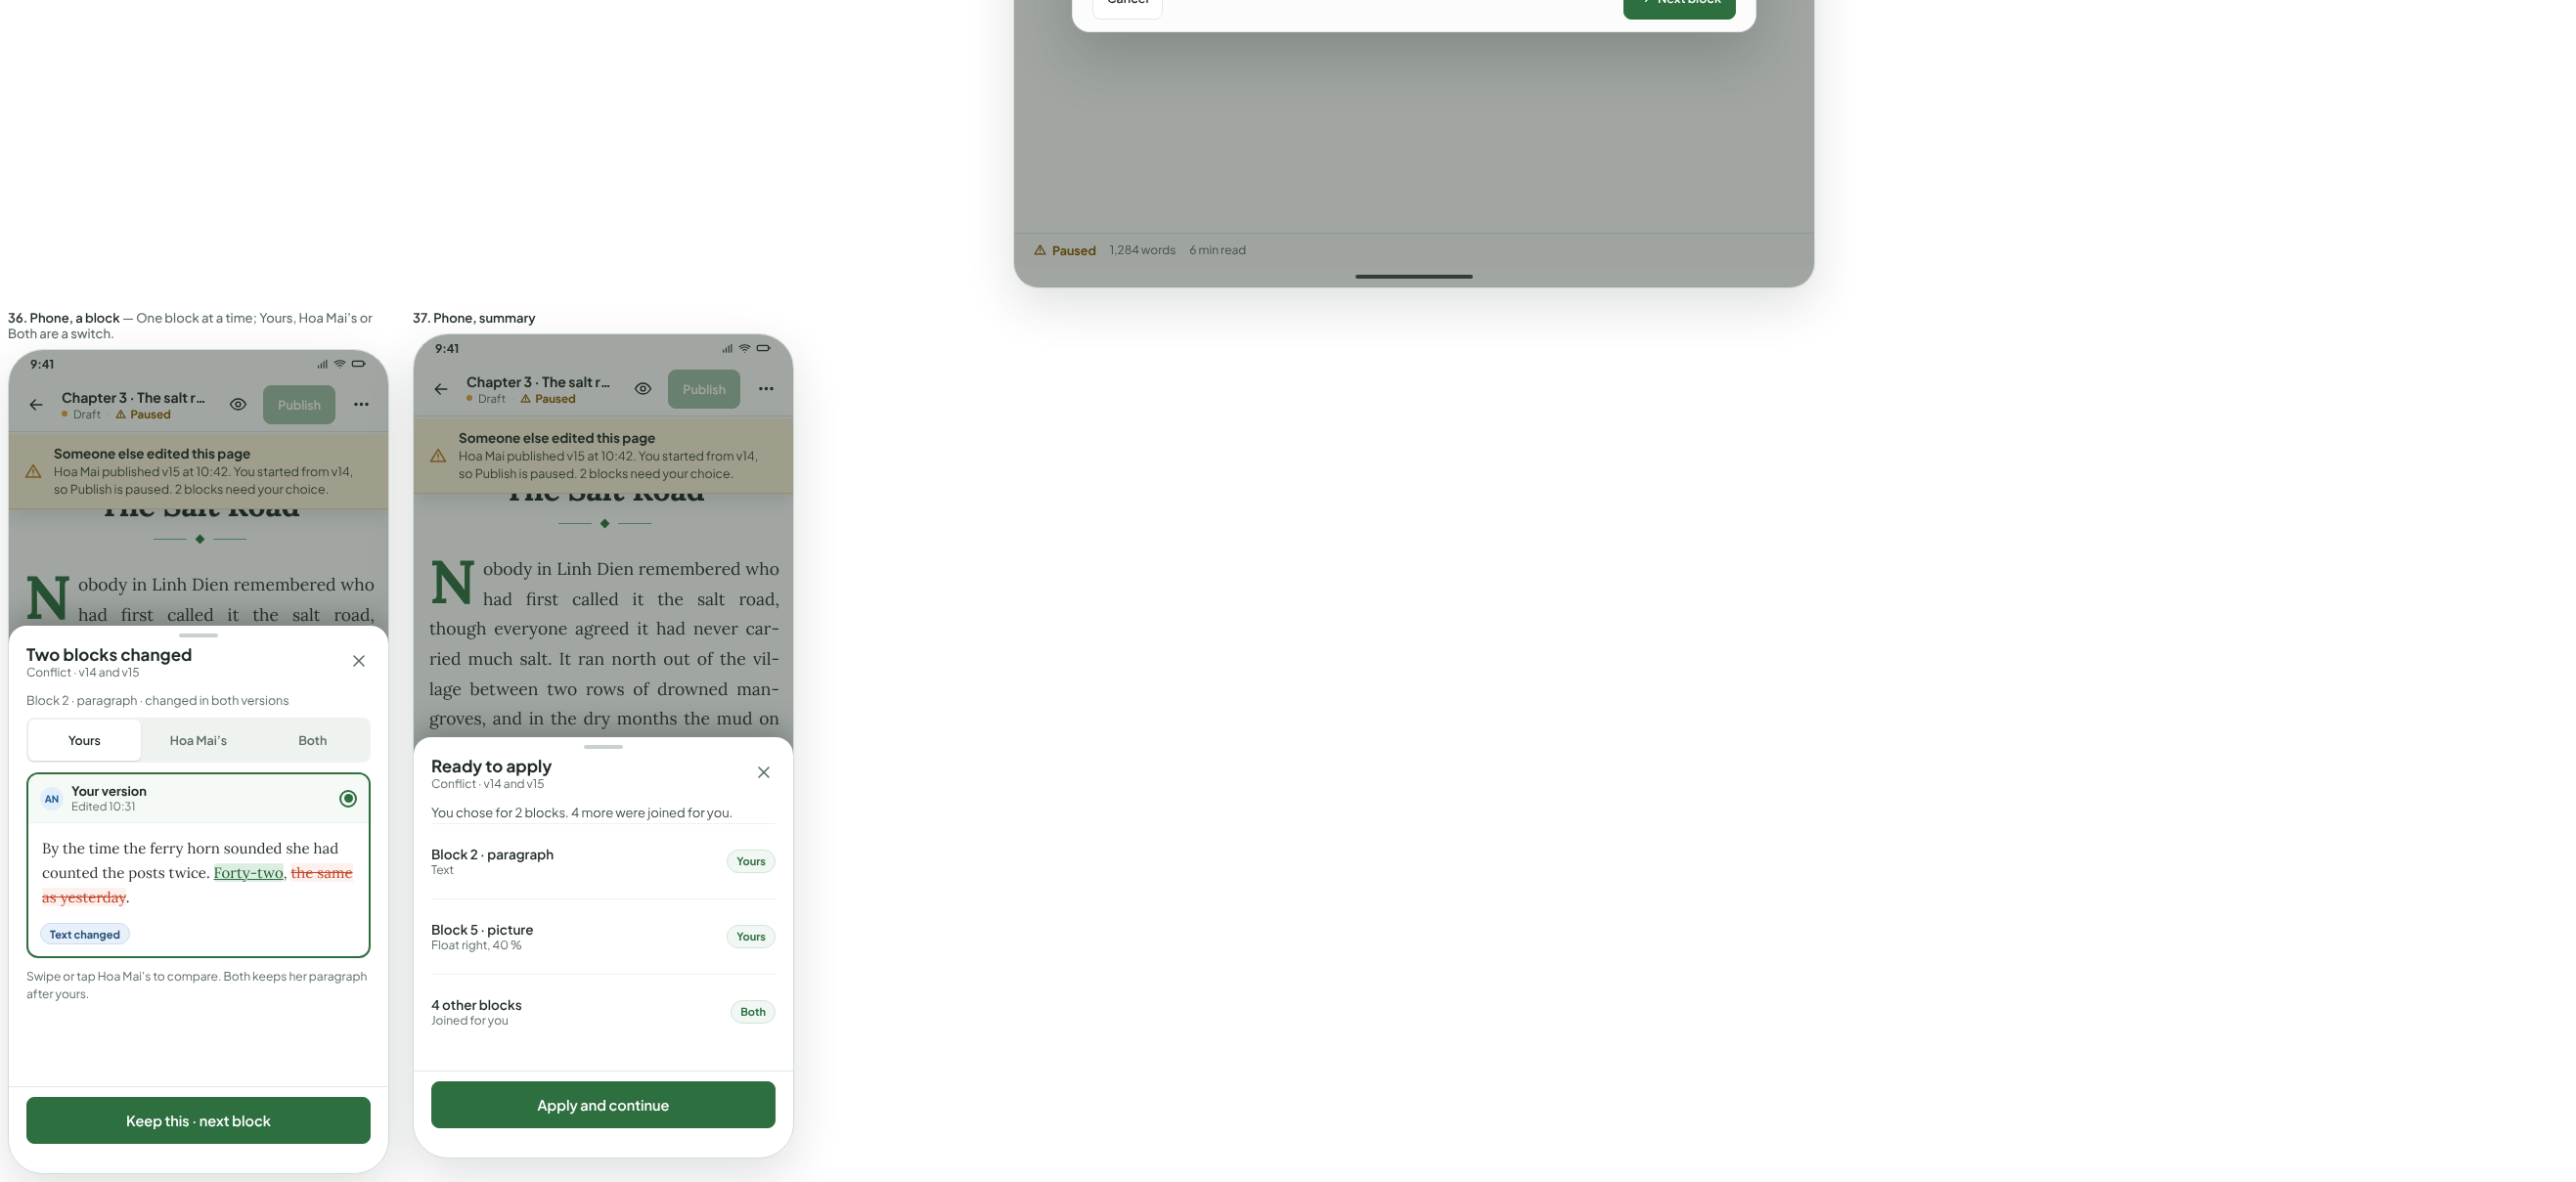 Cancel
Next block
Paused 1,284 words 6 min read
36. Phone, a block — One block at a time; Yours, Hoa Mai's or
Both are a switch.
9:41
Chapter 3 · The salt r...
Draft · Paused
Publish
Someone else edited this page
Hoa Mai published v15 at 10:42. You started from v14,
so Publish is paused. 2 blocks need your choice.
The Salt Road
Nobody in Linh Dien remembered who
had first called it the salt road,
Two blocks changed
Conflict · v14 and v15
Block 2 · paragraph · changed in both versions
Yours Hoa Mai's Both
AN
Your version
Edited 10:31
By the time the ferry horn sounded she had
counted the posts twice. Forty-two, the same
as yesterday.
Text changed
Swipe or tap Hoa Mai's to compare. Both keeps her paragraph
after yours.
Keep this · next block
37. Phone, summary
9:41
Chapter 3 · The salt r...
Draft · Paused
Publish
Someone else edited this page
Hoa Mai published v15 at 10:42. You started from v14,
so Publish is paused. 2 blocks need your choice.
The Salt Road
Nobody in Linh Dien remembered who
had first called it the salt road,
though everyone agreed it had never car-
ried much salt. It ran north out of the vil-
lage between two rows of drowned man-
groves, and in the dry months the mud on
Ready to apply
Conflict · v14 and v15
You chose for 2 blocks. 4 more were joined for you.
Block 2 · paragraph
Text
Yours
Block 5 · picture
Float right, 40 %
Yours
4 other blocks
Joined for you
Both
Apply and continue